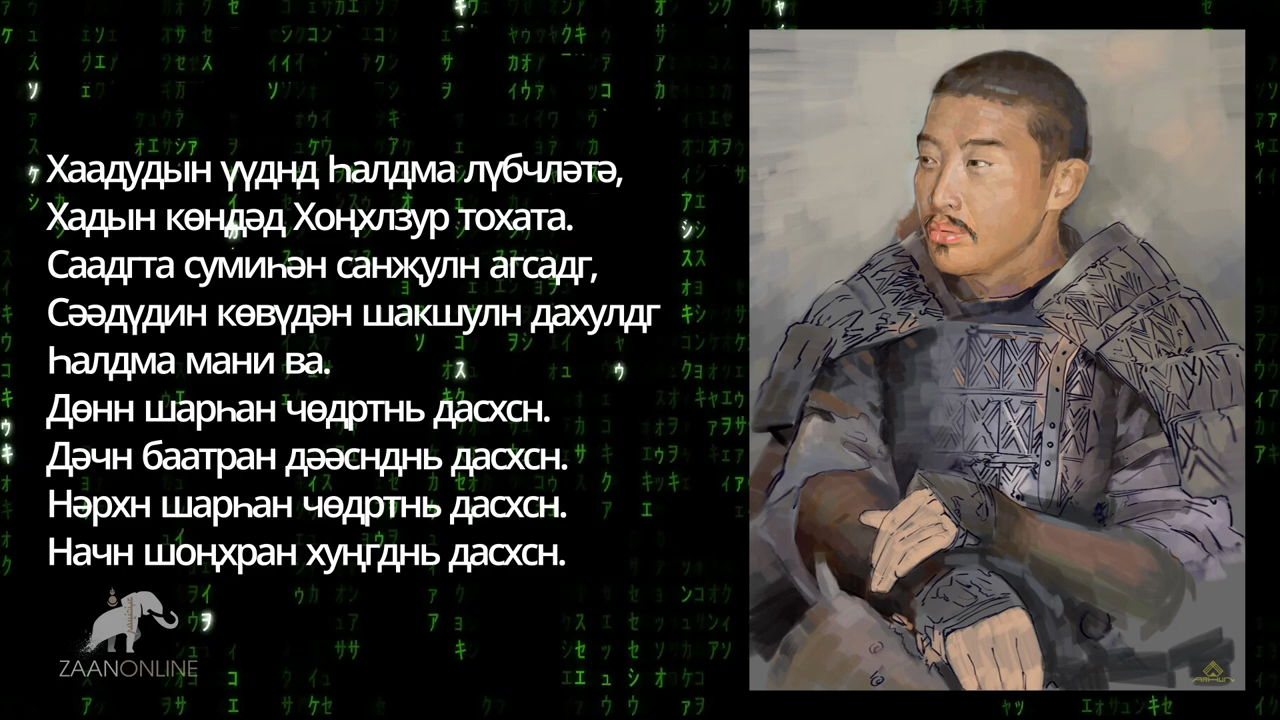 Хаадудын үүднд Һалдма лүбчләтә,
Хадын көндәд Хоңхлзур тохата.
Саадгта сумиһән санҗулн агсадг,
Сәәдүдин көвүдән шакшулн дахулдг
Һалдма мани ва.
Дөнн шарһан чөдртнь дасхсн.
Дәчн баатран дәәснднь дасхсн.
Нәрхн шарһан чөдртнь дасхсн.
Начн шоңхран хуңгднь дасхсн.
ZAANONLINE